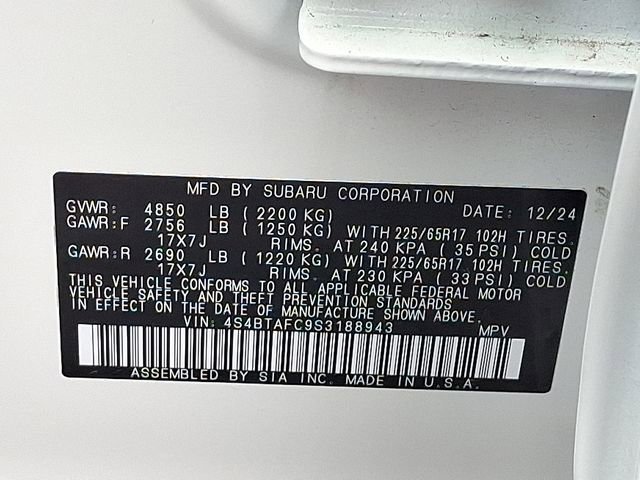 MFD BY SUBARU CORPORATION
GVWR: 4850 LB (2200 KG) DATE: 12/24
GAWR:F 2756 LB (1250 KG) WITH 225/65R17 102H TIRES.
17X7J RIMS. AT 240 KPA (35 PSI) COLD
GAWR:R 2690 LB (1220 KG) WITH 225/65R17 102H TIRES.
17X7J RIMS. AT 230 KPA (33 PSI) COLD
THIS VEHICLE CONFORMS TO ALL APPLICABLE FEDERAL MOTOR
VEHICLE SAFETY AND THEFT PREVENTION STANDARDS
IN EFFECT ON THE DATE OF MANUFACTURE SHOWN ABOVE.
VIN: 4S4BTAFC9S3188943 MPV
ASSEMBLED BY SIA INC. MADE IN U.S.A.